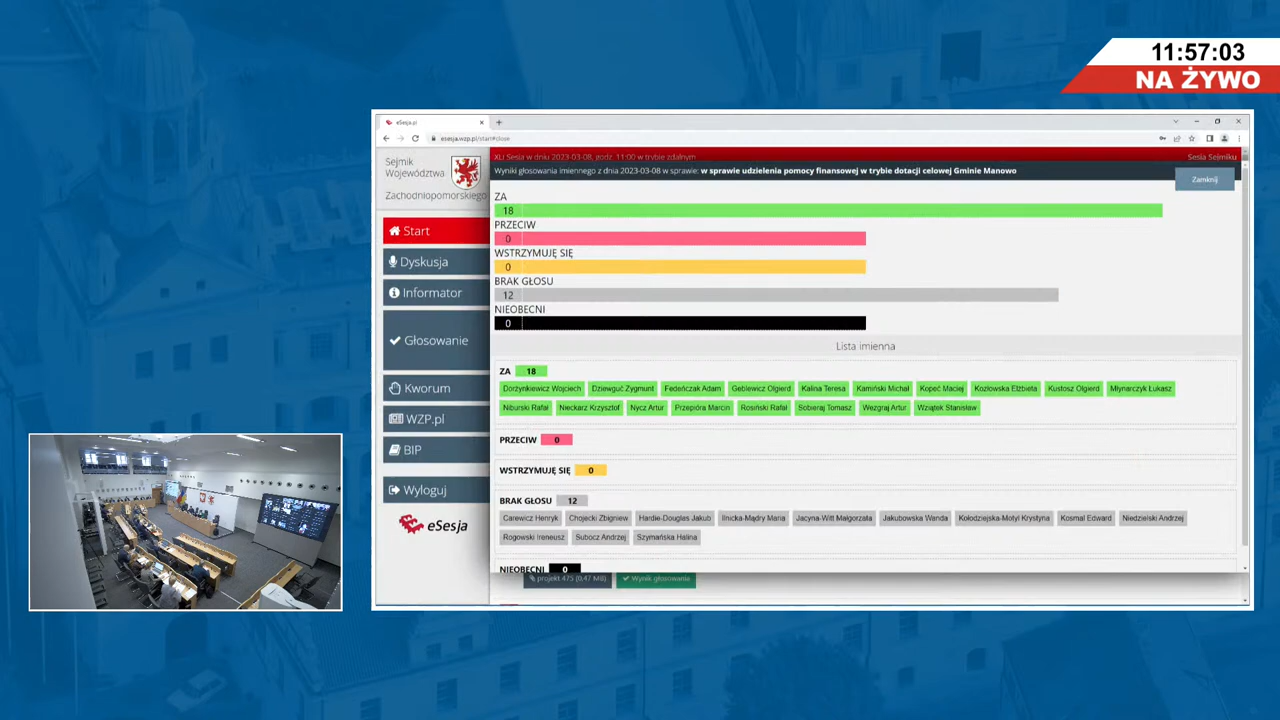 11:57:03
NA ŻYWO
eSesja.pl
esesja.wzp.pl/start#close
Sejmik
Województwa
Zachodniopomorskiego
XLI Sesja w dniu 2023-03-08, godz. 11:00 w trybie zdalnym
Sesja Sejmiku
Wyniki głosowania imiennego z dnia 2023-03-08 w sprawie: w sprawie udzielenia pomocy finansowej w trybie dotacji celowej Gminie Manowo
Zamknij
Start
Dyskusja
Informator
Głosowanie
Kworum
WZP.pl
BIP
Wyloguj
eSesja
ZA
18
PRZECIW
0
WSTRZYMUJĘ SIĘ
0
BRAK GŁOSU
12
NIEOBECNI
0
Lista imienna
ZA 18
Dorżynkiewicz Wojciech Dziewguć Zygmunt Fedeńczak Adam Geblewicz Olgierd Kalina Teresa Kamiński Michał Kopeć Maciej Kozłowska Elżbieta Kustosz Olgierd Młynarczyk Łukasz
Niburski Rafał Nieckarz Krzysztof Nycz Artur Przepióra Marcin Rosiński Rafał Sobieraj Tomasz Wezgraj Artur Wziątek Stanisław
PRZECIW 0
WSTRZYMUJĘ SIĘ 0
BRAK GŁOSU 12
Carewicz Henryk Chojecki Zbigniew Hardie-Douglas Jakub Ilnicka-Mądry Maria Jacyna-Witt Małgorzata Jakubowska Wanda Kołodziejska-Motyl Krystyna Kosmal Edward Niedzielski Andrzej
Rogowski Ireneusz Subocz Andrzej Szymańska Halina
NIEOBECNI 0
projekt 475 (0,47 MB) Wynik głosowania